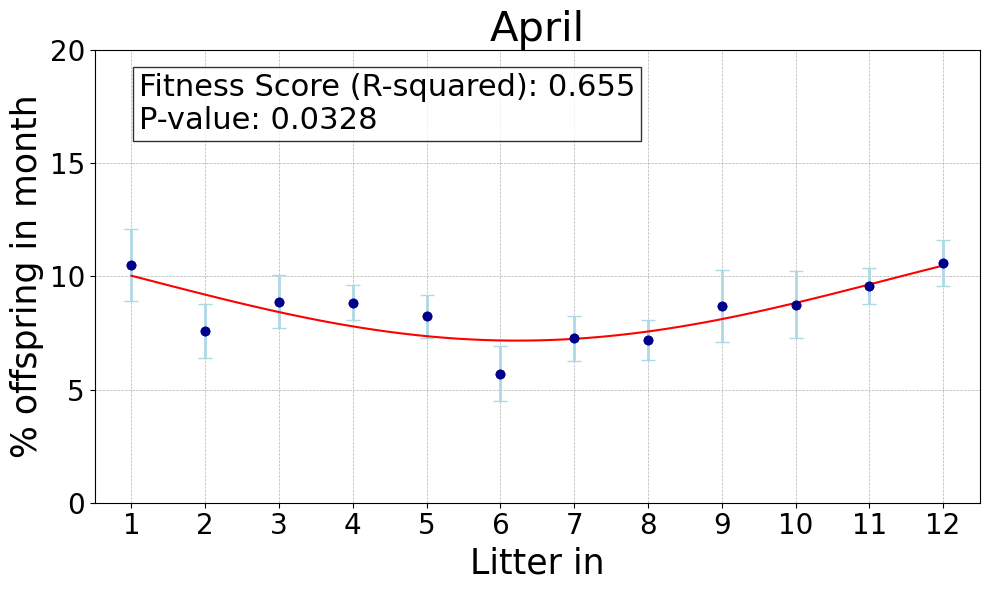 April
Fitness Score (R-squared): 0.655
P-value: 0.0328
% offspring in month
20
15
10
5
0
1 2 3 4 5 6 7 8 9 10 11 12
Litter in